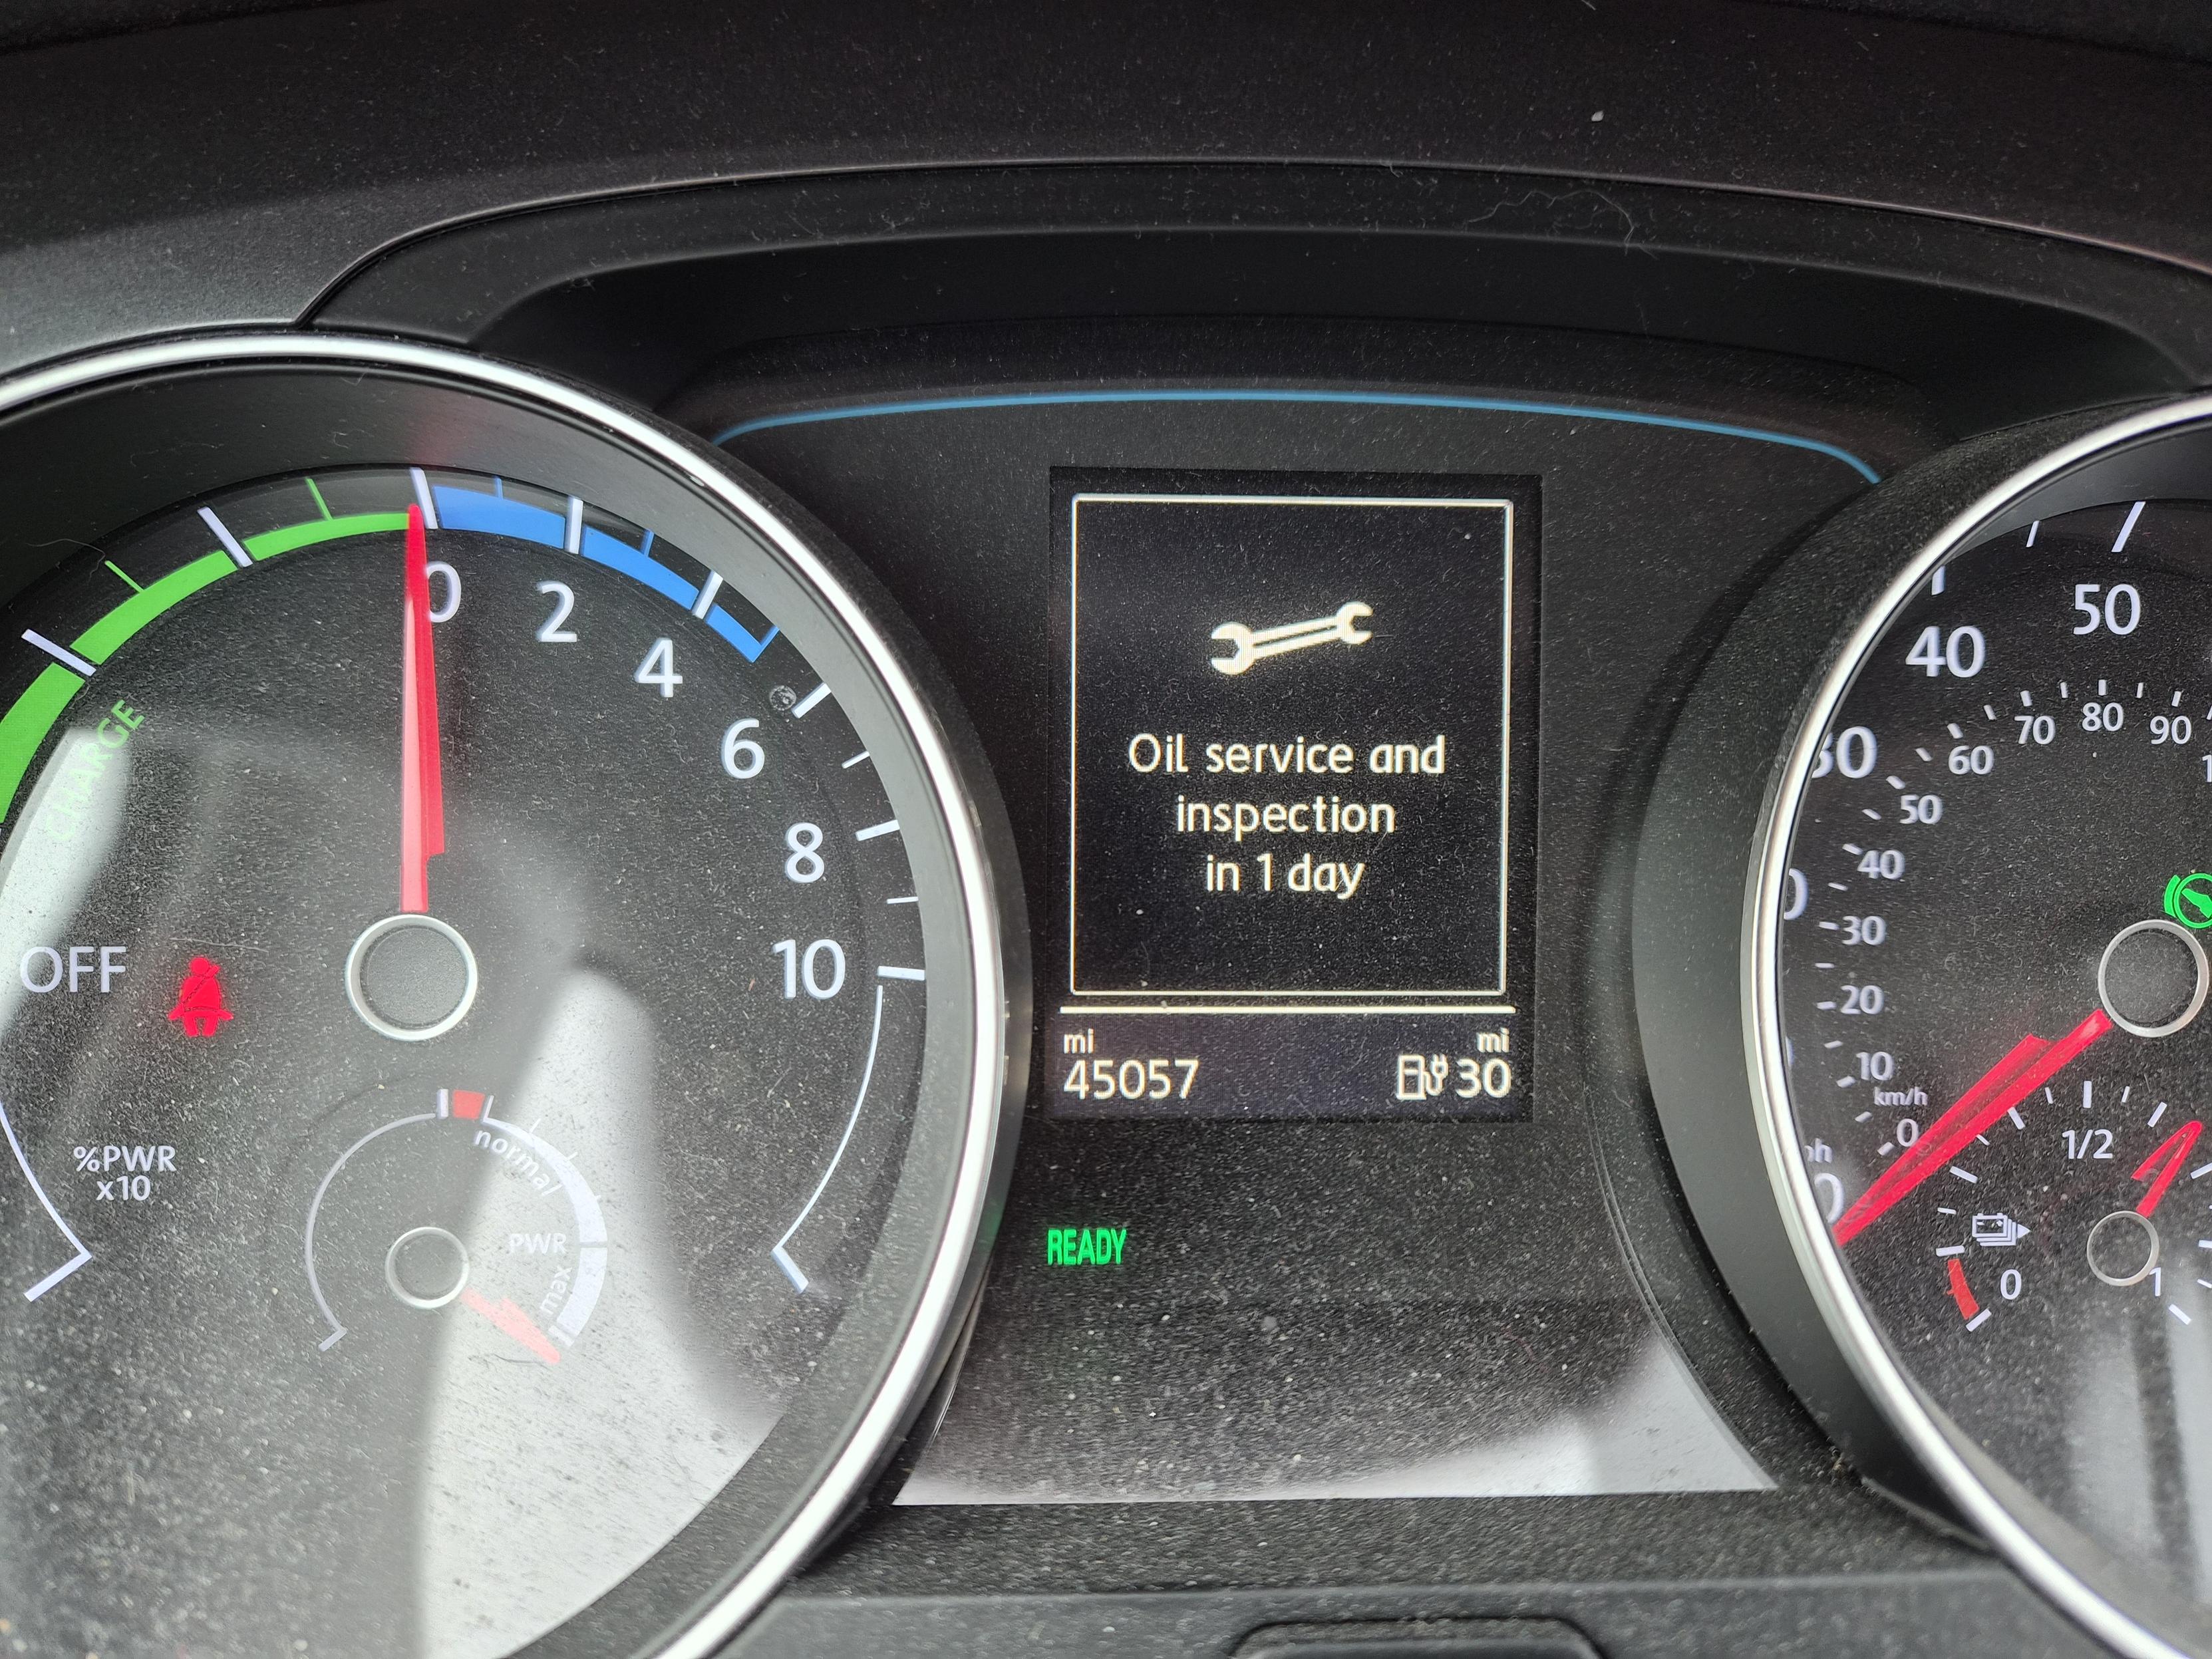 CHARGE
0
2
4
6
8
10
OFF
%PWR
x10
normal
PWR
max
Oil service and
inspection
in 1 day
mi
45057
mi
30
READY
50
40
70
80
90
60
50
40
30
20
10
km/h
0
1/2
0
1